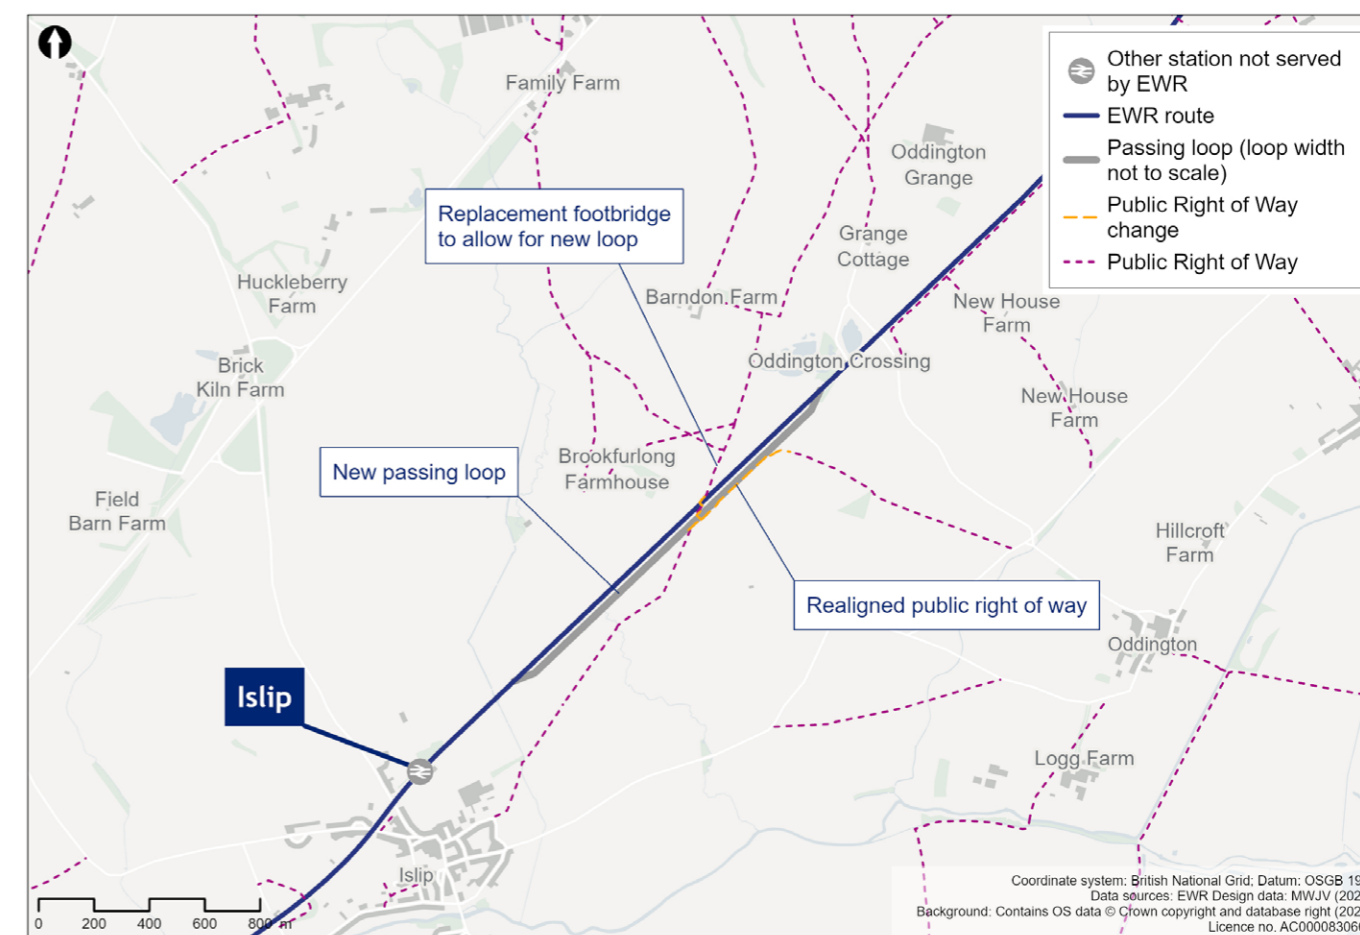 Family Farm
Other station not served
by EWR
EWR route
Passing loop (loop width
not to scale)
Public Right of Way
change
Public Right of Way
Oddington
Grange
Replacement footbridge
to allow for new loop
Grange
Cottage
Huckleberry
Farm
Barndon Farm
New House
Farm
Oddington Crossing
Brick
Kiln Farm
New House
Farm
New passing loop
Brookfurlong
Farmhouse
Field
Barn Farm
Hillcroft
Farm
Realigned public right of way
Oddington
Islip
Logg Farm
Islip
0 200 400 600 800 m
Coordinate system: British National Grid; Datum: OSGB 19
Data sources: EWR Design data: MWJV (202
Background: Contains OS data © Crown copyright and database right (202
Licence no. AC00008306